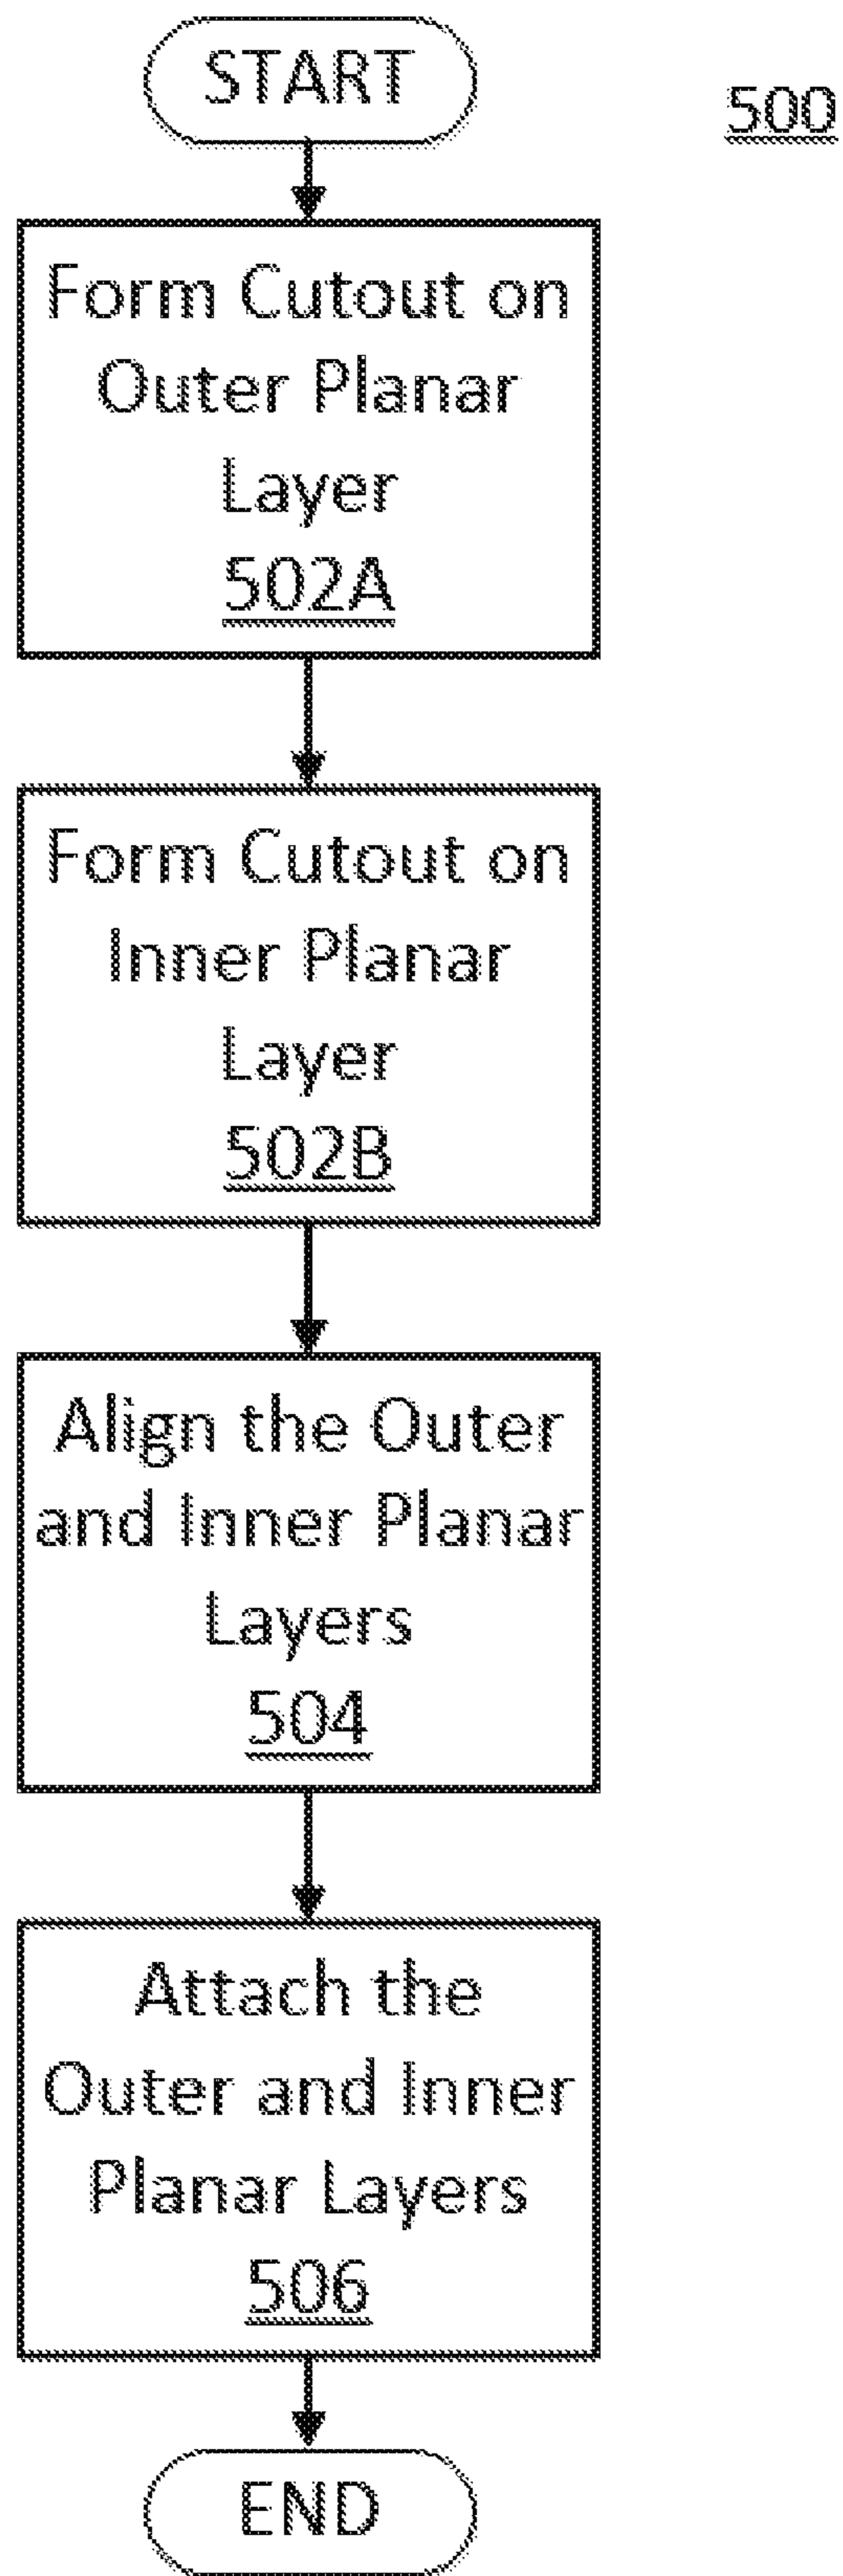 START
500
Form Cutout on
Outer Planar
Layer
502A
Form Cutout on
Inner Planar
Layer
502B
Align the Outer
and Inner Planar
Layers
504
Attach the
Outer and Inner
Planar Layers
506
END